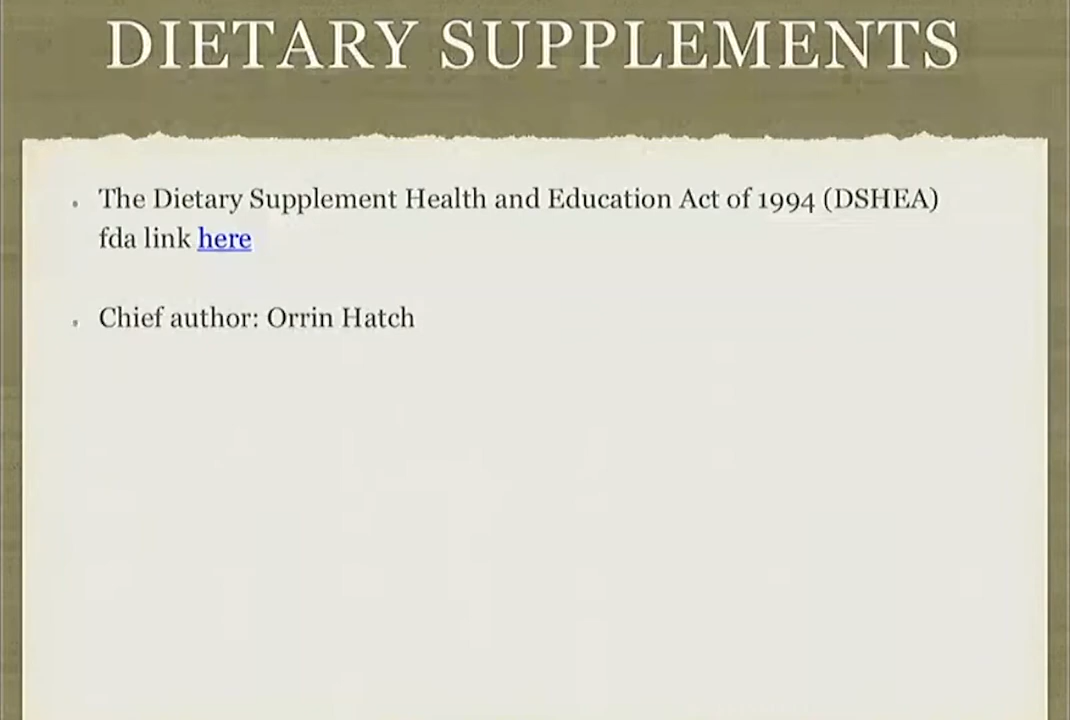 DIETARY SUPPLEMENTS
The Dietary Supplement Health and Education Act of 1994 (DSHEA)
fda link here
Chief author: Orrin Hatch